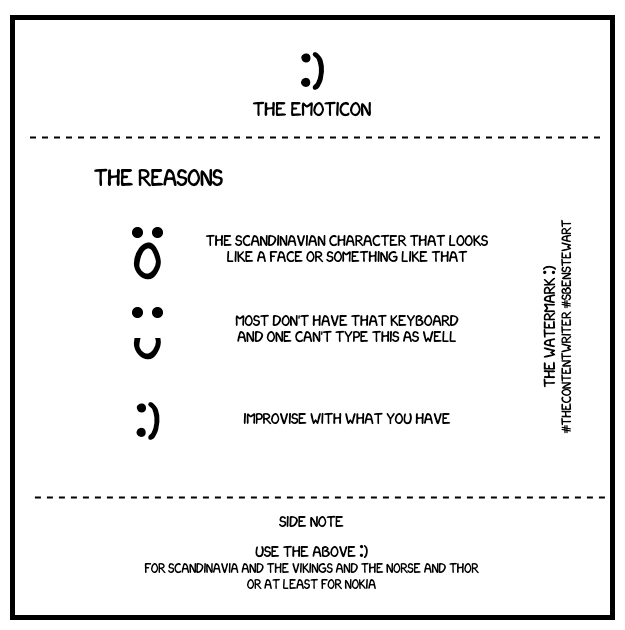 :)
THE EMOTICON
THE REASONS
Ö
THE SCANDINAVIAN CHARACTER THAT LOOKS
LIKE A FACE OR SOMETHING LIKE THAT
MOST DON'T HAVE THAT KEYBOARD
AND ONE CAN'T TYPE THIS AS WELL
:)
IMPROVISE WITH WHAT YOU HAVE
THE WATERMARK :)
#THECONTENTWRITER #SBENSTEWART
SIDE NOTE
USE THE ABOVE :)
FOR SCANDINAVIA AND THE VIKINGS AND THE NORSE AND THOR
OR AT LEAST FOR NOKIA